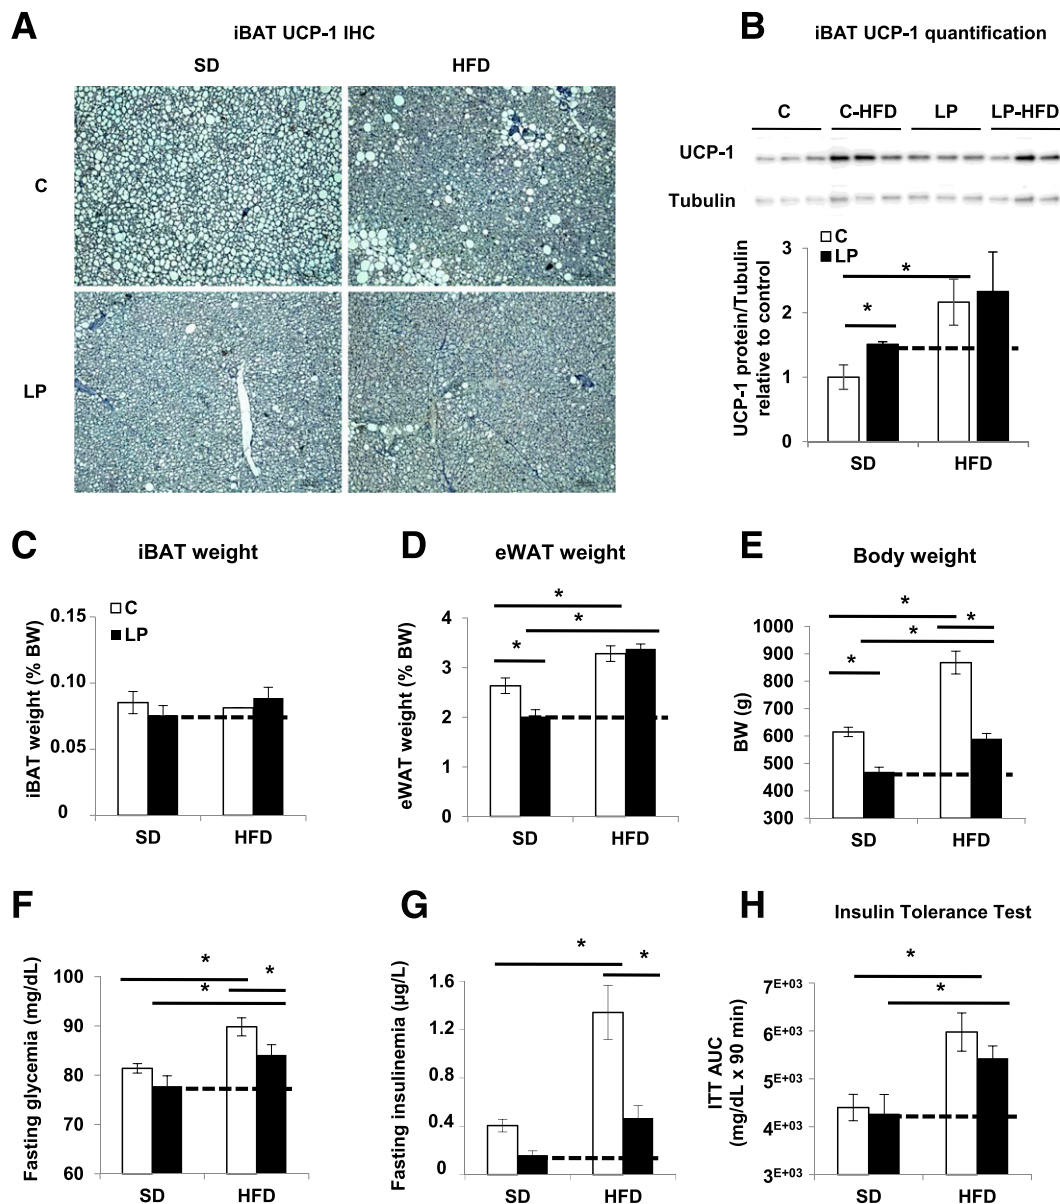 A
iBAT UCP-1 IHC
SD
HFD
C
LP
B
iBAT UCP-1 quantification
C
C-HFD
LP
LP-HFD
UCP-1
Tubulin
C
LP
UCP-1 protein/Tubulin
relative to control
3
2
1
0
*
*
SD
HFD
C
iBAT weight
C
LP
iBAT weight (% BW)
0.15
0.10
0.05
0
SD
HFD
D
eWAT weight
eWAT weight (% BW)
4
3
2
1
0
*
*
*
SD
HFD
E
Body weight
BW (g)
1000
900
800
700
600
500
400
300
*
*
*
*
SD
HFD
F
Fasting glycemia (mg/dL)
100
90
80
70
60
*
*
*
SD
HFD
G
Fasting insulinemia (µg/L)
1.6
1.2
0.8
0.4
0
*
*
SD
HFD
H
Insulin Tolerance Test
ITT AUC
(mg/dL x 90 min)
7E+03
6E+03
5E+03
4E+03
3E+03
*
*
SD
HFD